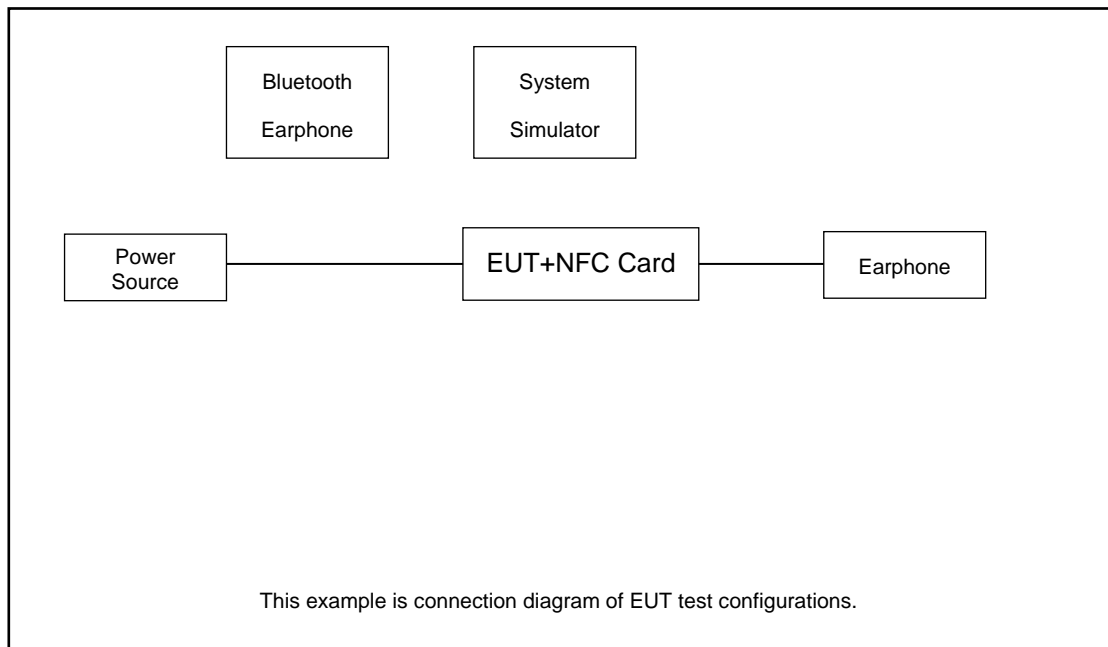 Bluetooth
Earphone
System
Simulator
Power
Source
EUT+NFC Card
Earphone
This example is connection diagram of EUT test configurations.